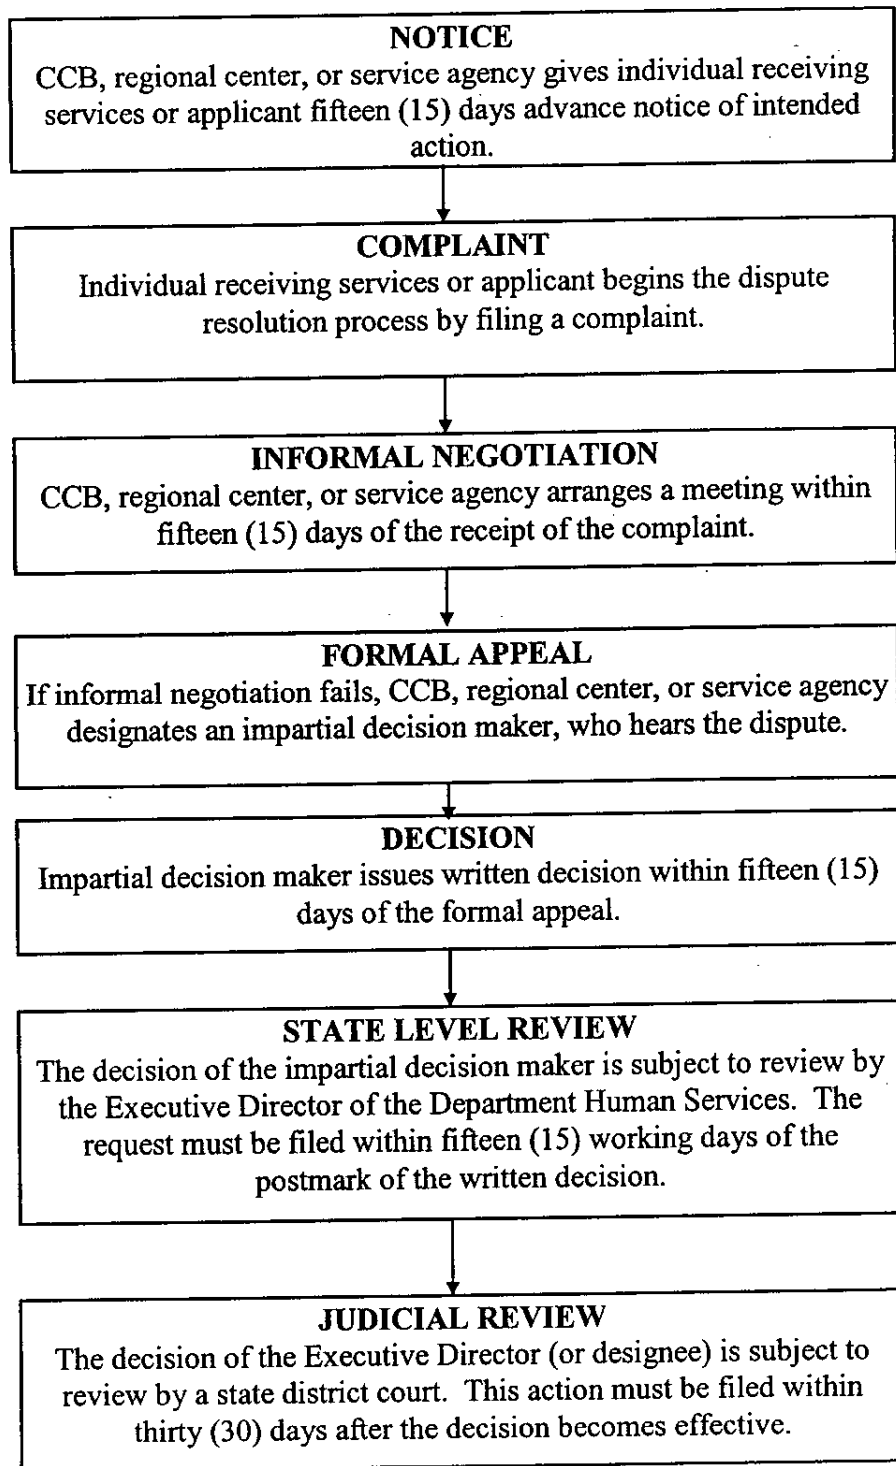 NOTICE
CCB, regional center, or service agency gives individual receiving
services or applicant fifteen (15) days advance notice of intended
action.
COMPLAINT
Individual receiving services or applicant begins the dispute
resolution process by filing a complaint.
INFORMAL NEGOTIATION
CCB, regional center, or service agency arranges a meeting within
fifteen (15) days of the receipt of the complaint.
FORMAL APPEAL
If informal negotiation fails, CCB, regional center, or service agency
designates an impartial decision maker, who hears the dispute.
DECISION
Impartial decision maker issues written decision within fifteen (15)
days of the formal appeal.
STATE LEVEL REVIEW
The decision of the impartial decision maker is subject to review by
the Executive Director of the Department Human Services. The
request must be filed within fifteen (15) working days of the
postmark of the written decision.
JUDICIAL REVIEW
The decision of the Executive Director (or designee) is subject to
review by a state district court. This action must be filed within
thirty (30) days after the decision becomes effective.